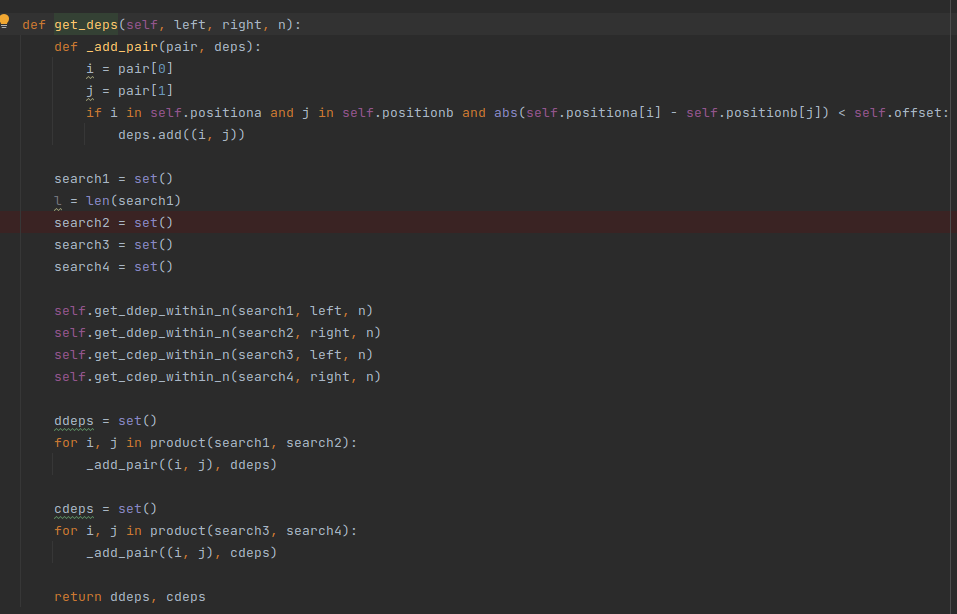 def get_deps(self, left, right, n):
    def _add_pair(pair, deps):
        i = pair[0]
        j = pair[1]
        if i in self.positiona and j in self.positionb and abs(self.positiona[i] - self.positionb[j]) < self.offset:
            deps.add((i, j))
    search1 = set()
    l = len(search1)
    search2 = set()
    search3 = set()
    search4 = set()
    self.get_ddep_within_n(search1, left, n)
    self.get_ddep_within_n(search2, right, n)
    self.get_cdep_within_n(search3, left, n)
    self.get_cdep_within_n(search4, right, n)
    ddeps = set()
    for i, j in product(search1, search2):
        _add_pair((i, j), ddeps)
    cdeps = set()
    for i, j in product(search3, search4):
        _add_pair((i, j), cdeps)
    return ddeps, cdeps